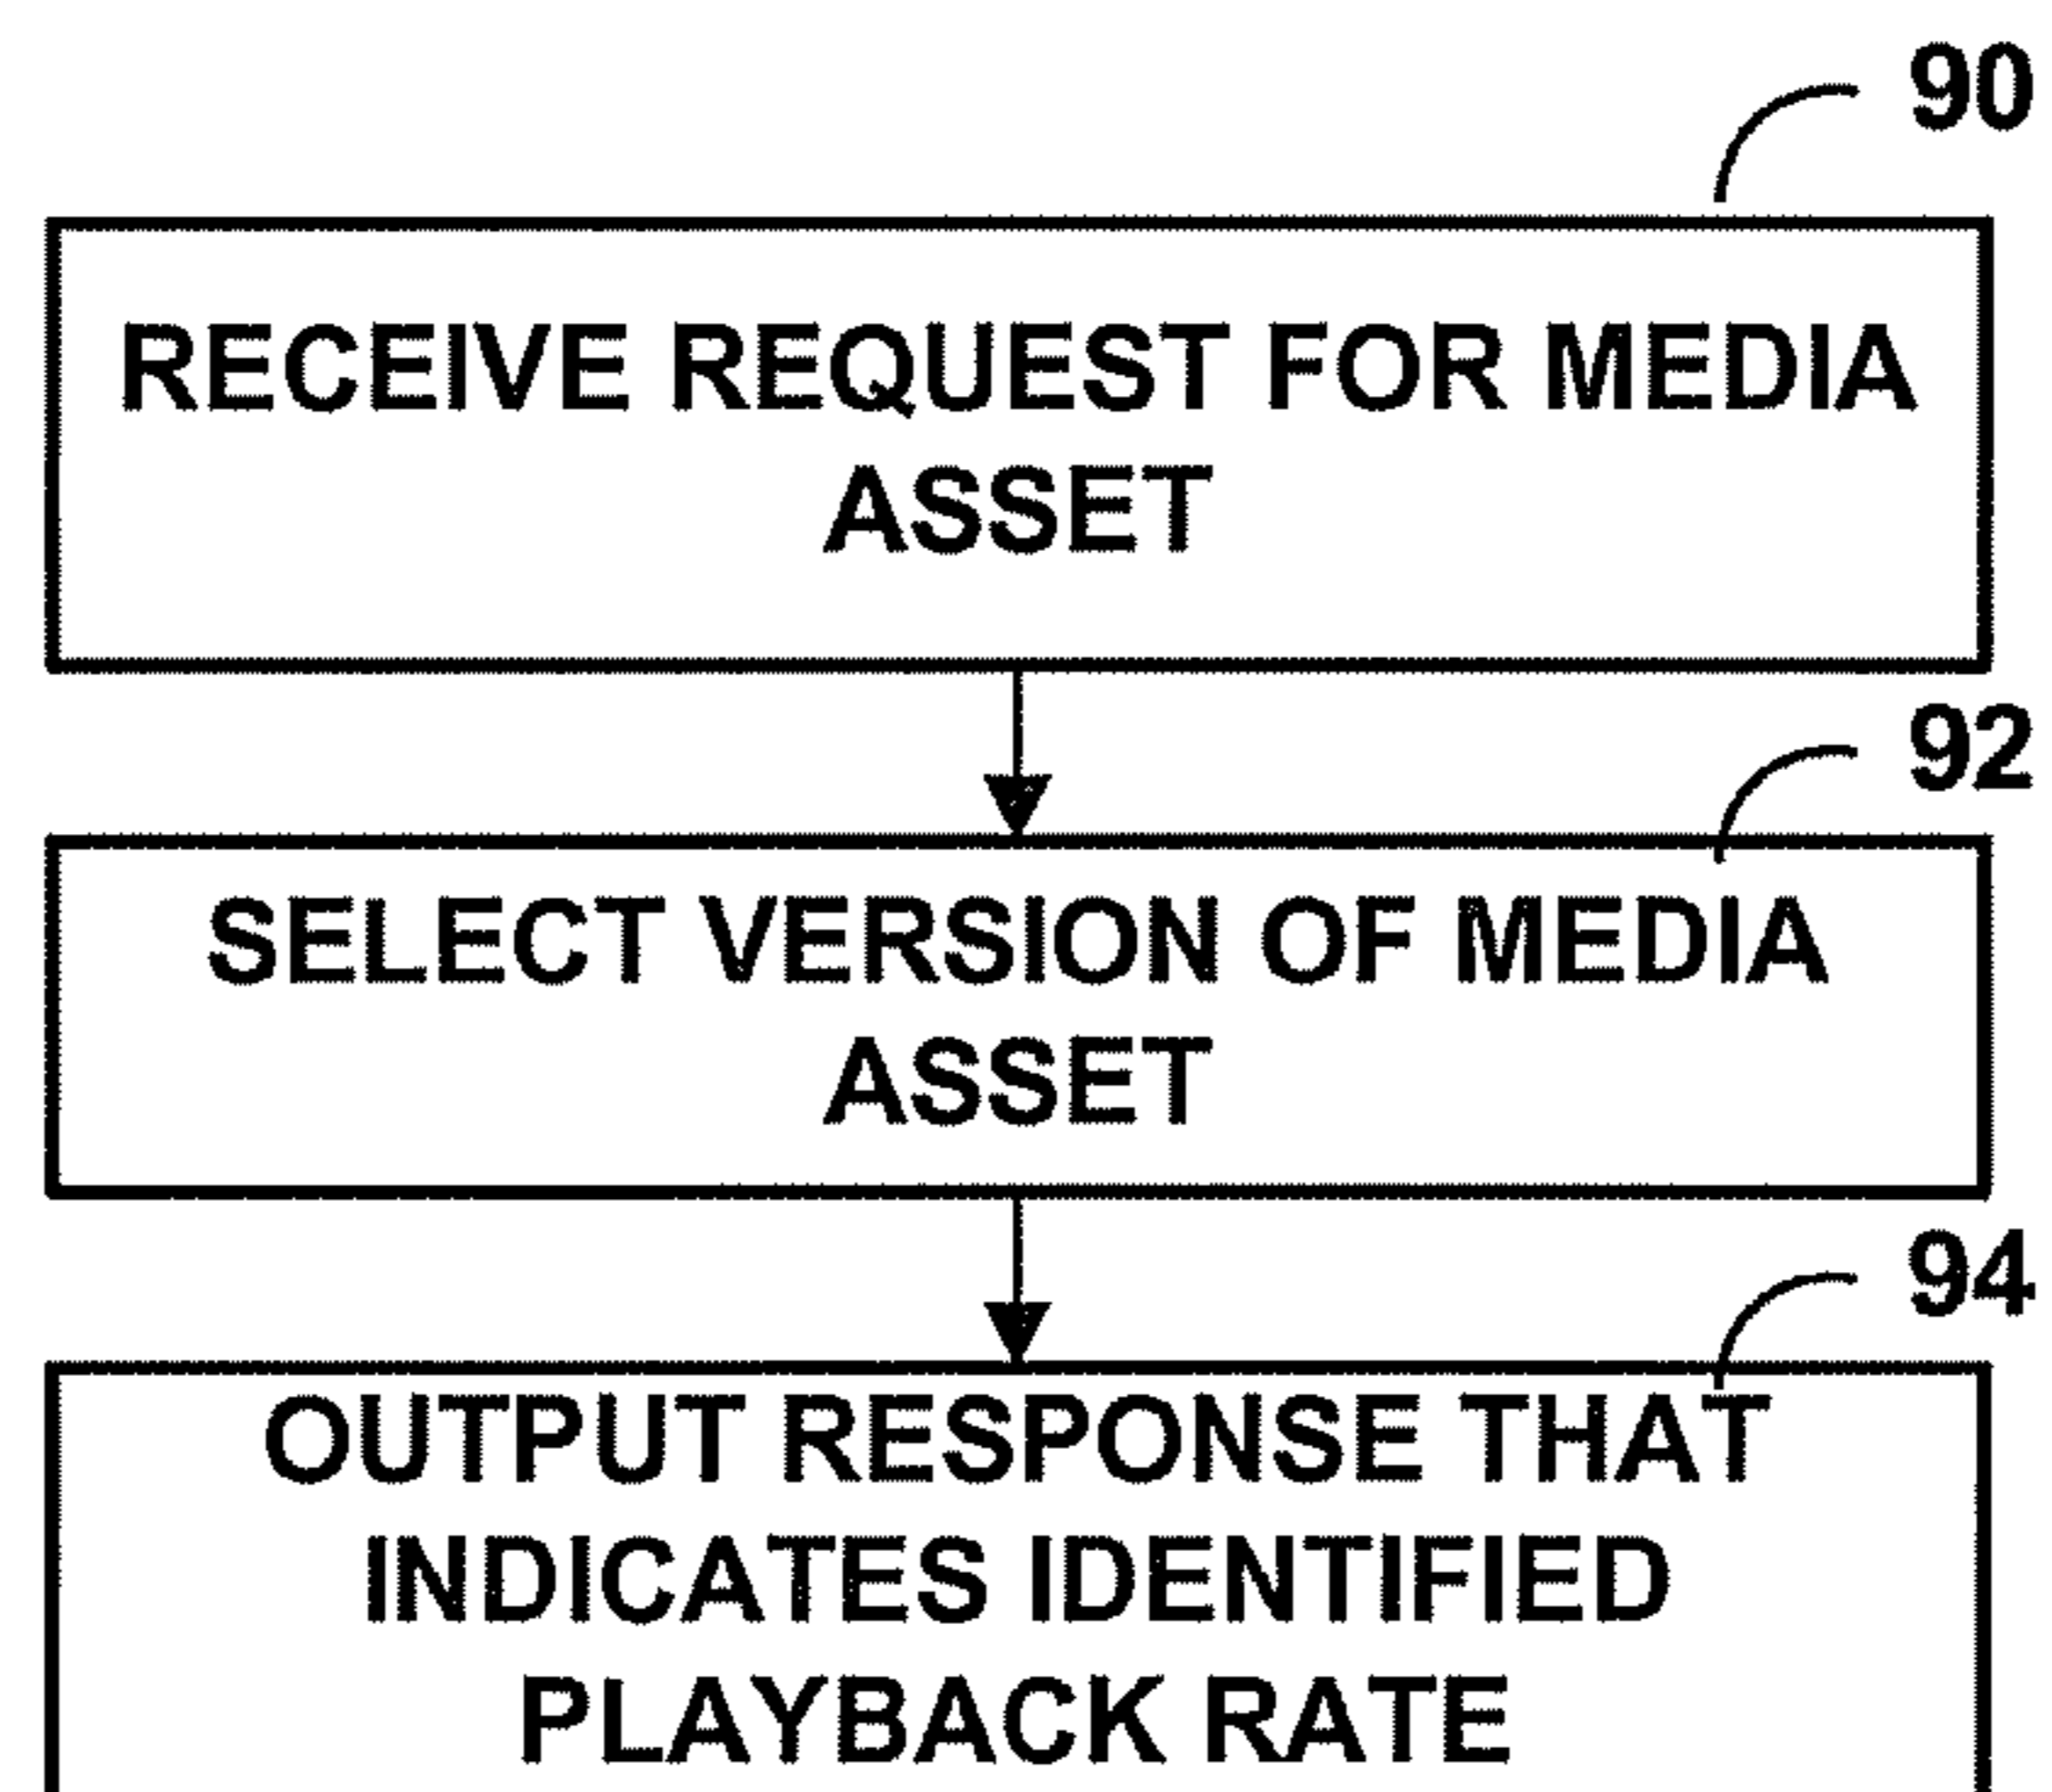 90
RECEIVE REQUEST FOR MEDIA
ASSET
92
SELECT VERSION OF MEDIA
ASSET
94
OUTPUT RESPONSE THAT
INDICATES IDENTIFIED
PLAYBACK RATE